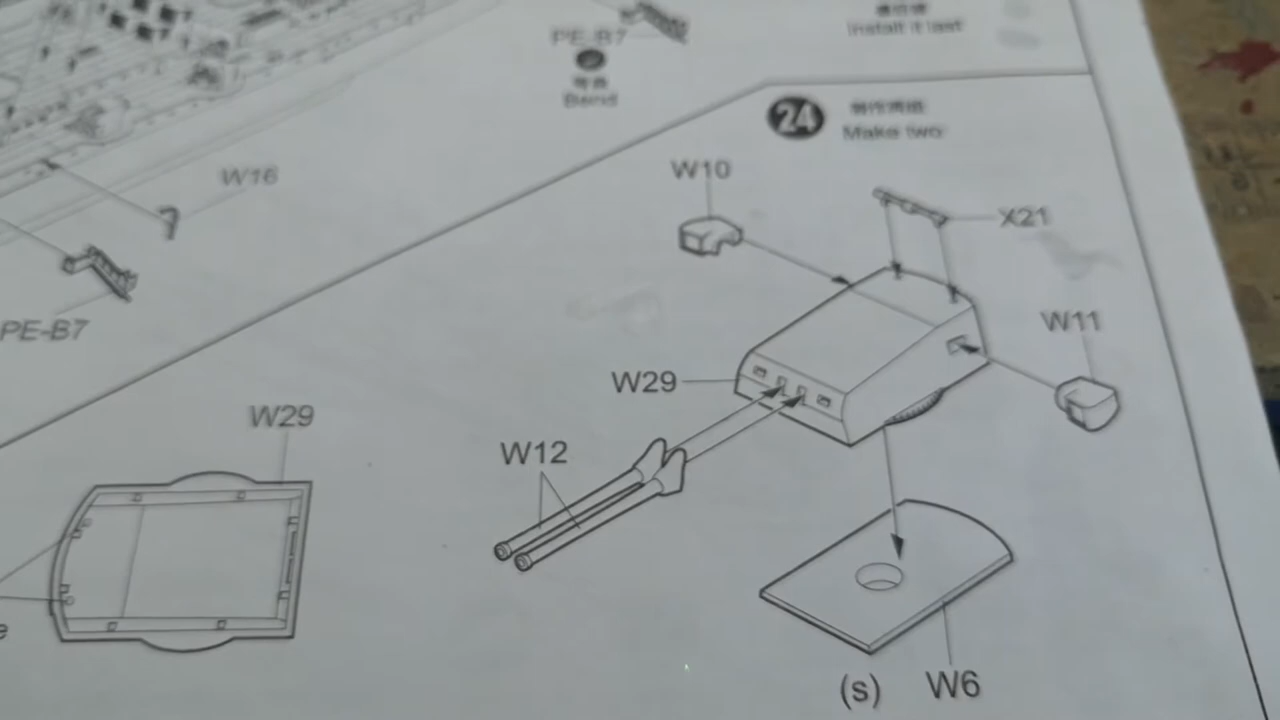 PE-B7
Bend
Install it last
24
Make two
W10
W16
X21
PE-B7
W11
W29
W29
W12
e
(s)
W6